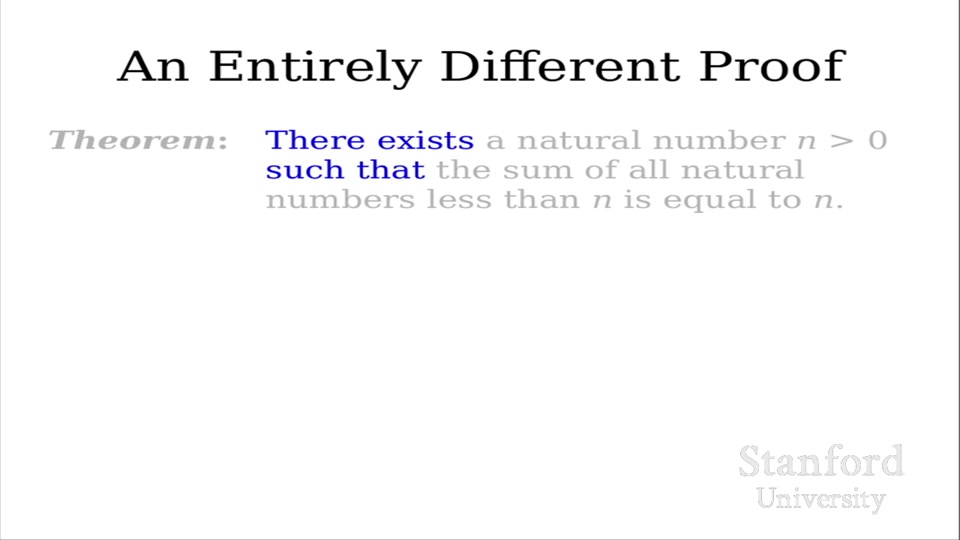 An Entirely Different Proof
Theorem: There exists a natural number n > 0
such that the sum of all natural
numbers less than n is equal to n.
Stanford
University